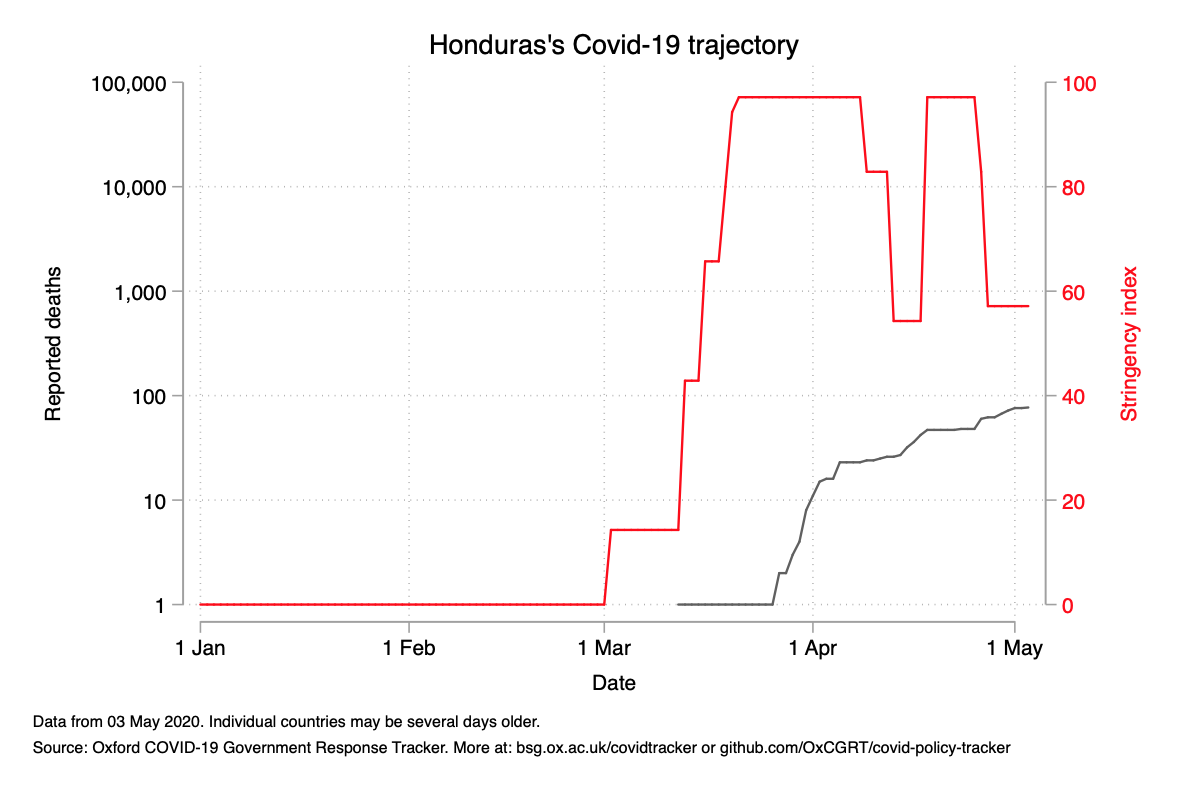 Honduras's Covid-19 trajectory
100,000
10,000
1,000
100
10
1
Reported deaths
100
80
60
40
20
0
Stringency index
1 Jan 1 Feb 1 Mar 1 Apr 1 May
Date
Data from 03 May 2020. Individual countries may be several days older.
Source: Oxford COVID-19 Government Response Tracker. More at: bsg.ox.ac.uk/covidtracker or github.com/OxCGRT/covid-policy-tracker